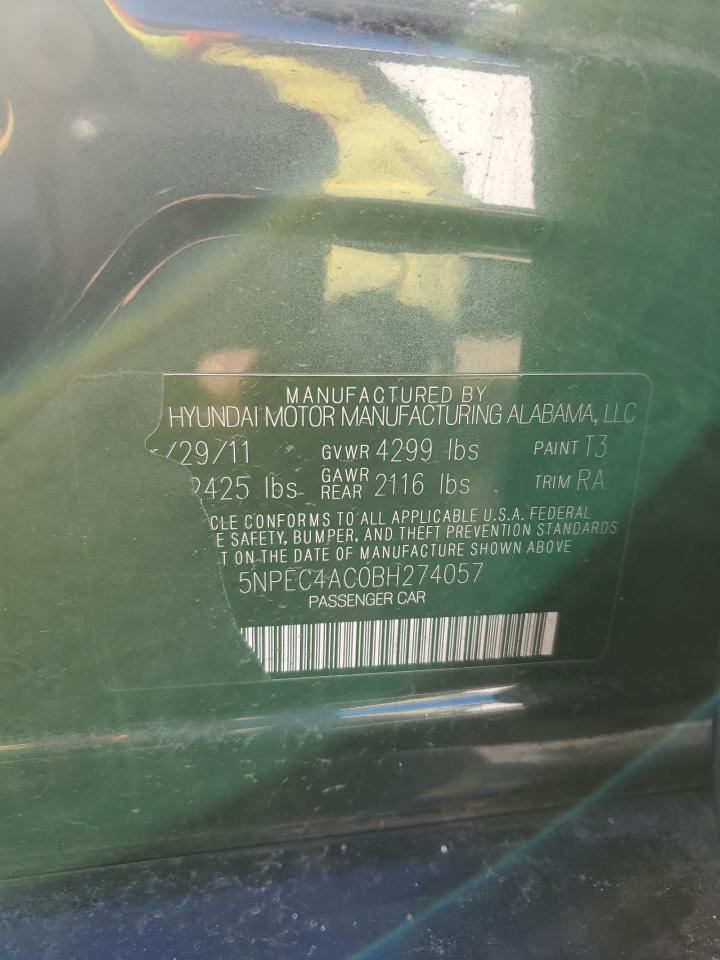 MANUFACTURED BY
HYUNDAI MOTOR MANUFACTURING ALABAMA, LLC
/29/11 GVWR 4299 lbs PAINT T3
2425 lbs GAWR REAR 2116 lbs TRIM RA
CLE CONFORMS TO ALL APPLICABLE U.S.A. FEDERAL
E SAFETY, BUMPER, AND THEFT PREVENTION STANDARDS
T ON THE DATE OF MANUFACTURE SHOWN ABOVE
5NPEC4AC0BH274057
PASSENGER CAR